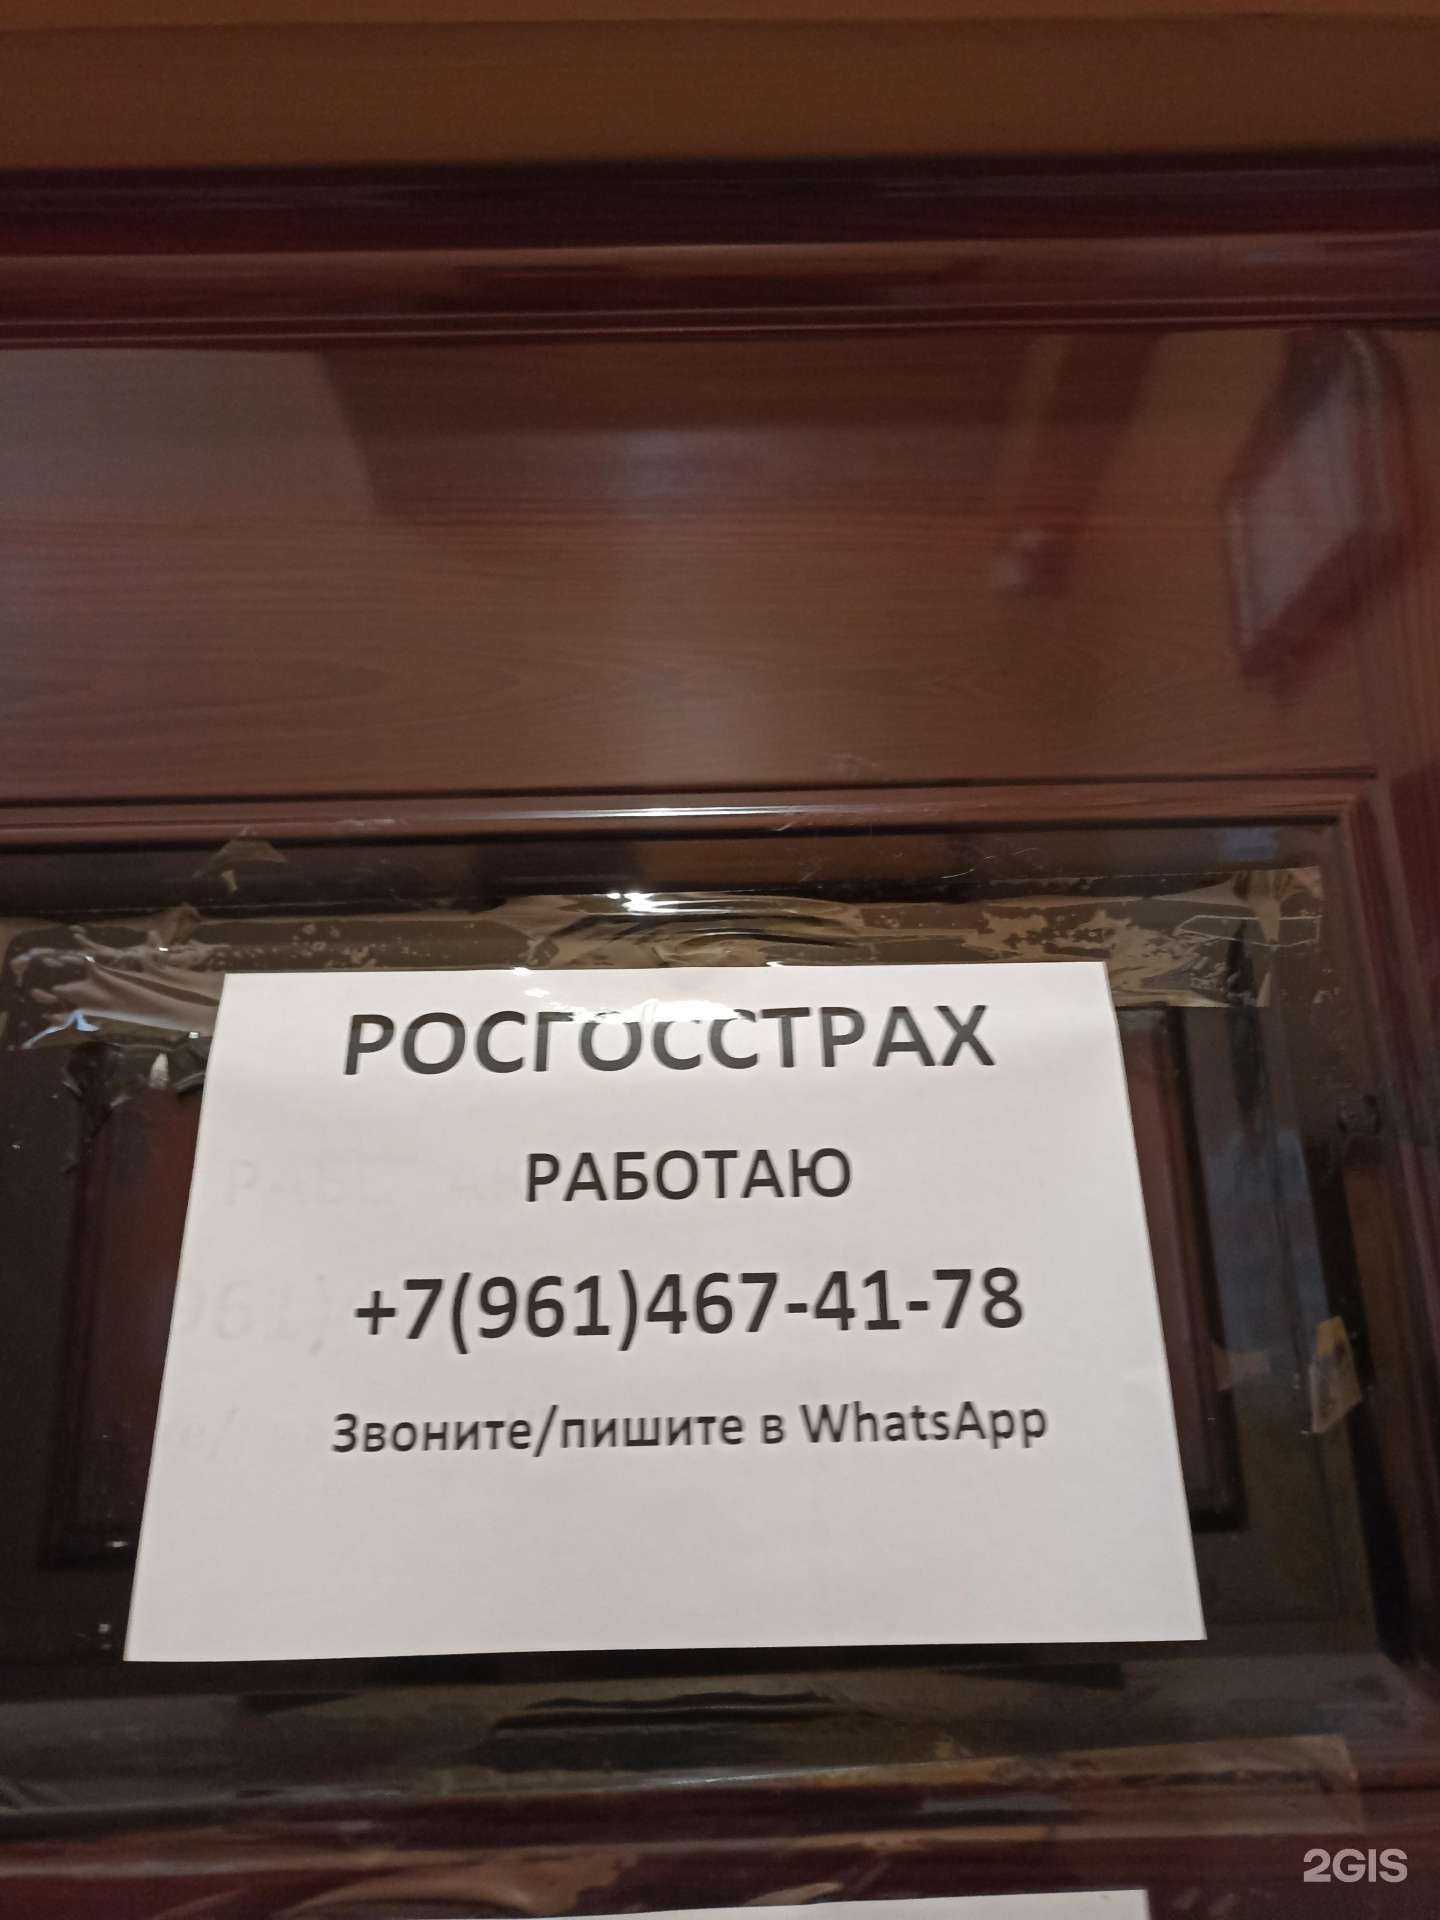 РОСГОССТРАХ
РАБОТАЮ
+7(961)467-41-78
Звоните/пишите в WhatsApp
2GIS